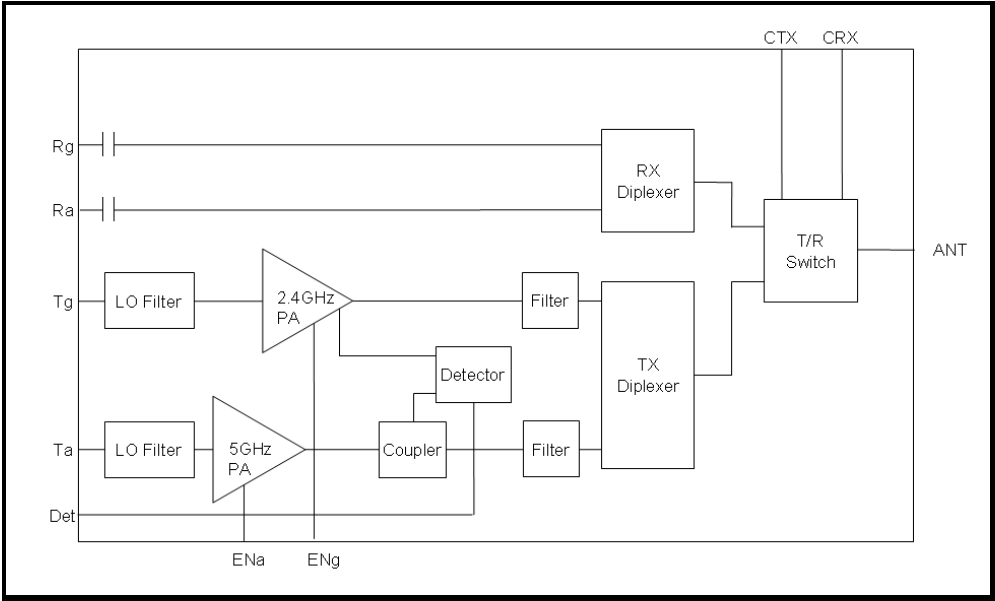 CTX CRX
Rg
RX
Diplexer
Ra
T/R
Switch
ANT
Tg
LO Filter
2.4GHz
PA
Filter
TX
Diplexer
Detector
Ta
LO Filter
5GHz
PA
Coupler
Filter
Det
ENa ENg